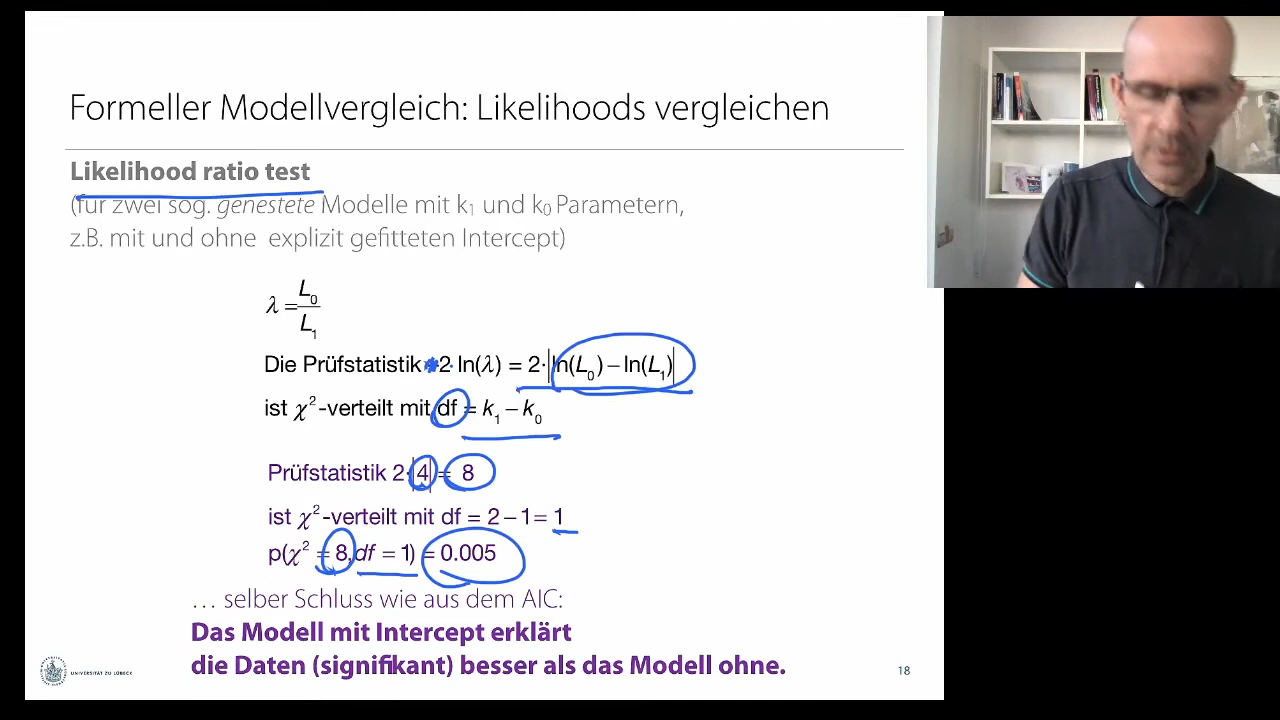 Formeller Modellvergleich: Likelihoods vergleichen
Likelihood ratio test
(für zwei sog. genestete Modelle mit k₁ und k₀ Parametern,
z.B. mit und ohne explizit gefitteten Intercept)
λ = L₀ / L₁
Die Prüfstatistik 2· ln(λ) = 2·|ln(L₀) − ln(L₁)|
ist χ²-verteilt mit df = k₁ − k₀
Prüfstatistik 2·|4| = 8
ist χ²-verteilt mit df = 2 − 1 = 1
p(χ² = 8, df = 1) = 0.005
… selber Schluss wie aus dem AIC:
Das Modell mit Intercept erklärt
die Daten (signifikant) besser als das Modell ohne.
UNIVERSITÄT ZU LÜBECK
18